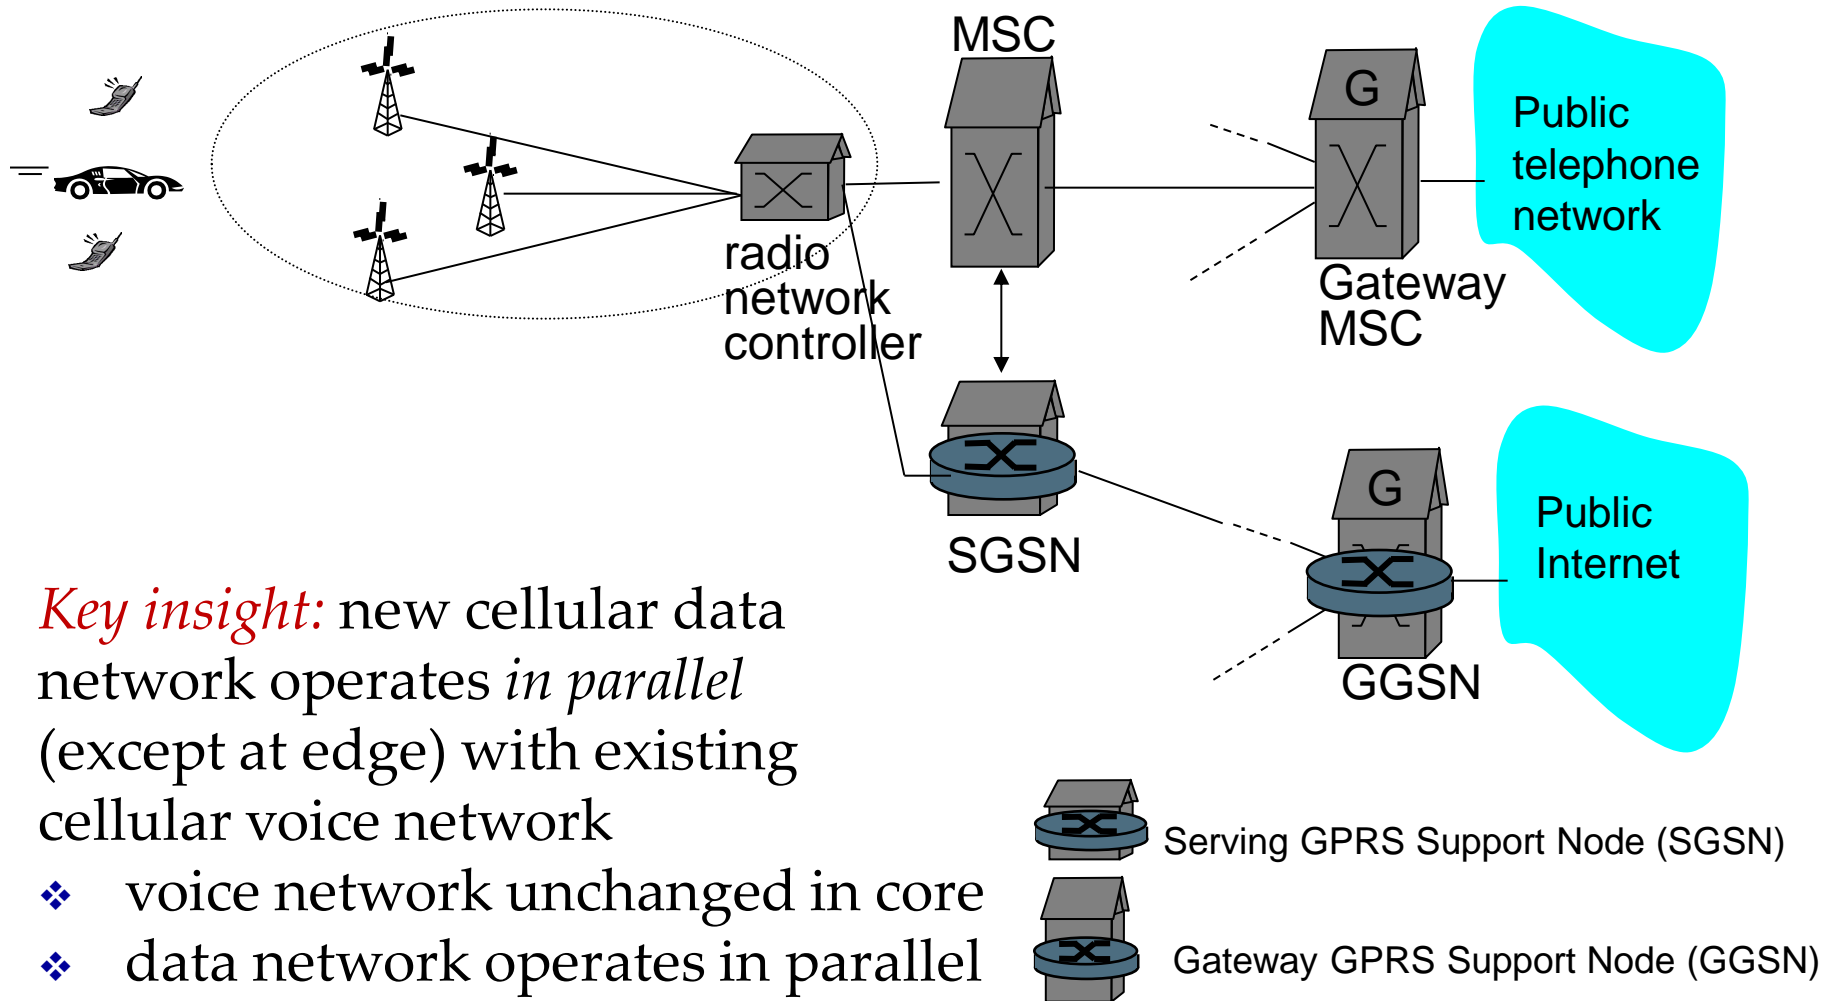 MSC
G
Public
telephone
network
radio
network
controller
Gateway
MSC
SGSN
G
GGSN
Public
Internet
Key insight: new cellular data
network operates in parallel
(except at edge) with existing
cellular voice network
❖ voice network unchanged in core
❖ data network operates in parallel
Serving GPRS Support Node (SGSN)
Gateway GPRS Support Node (GGSN)